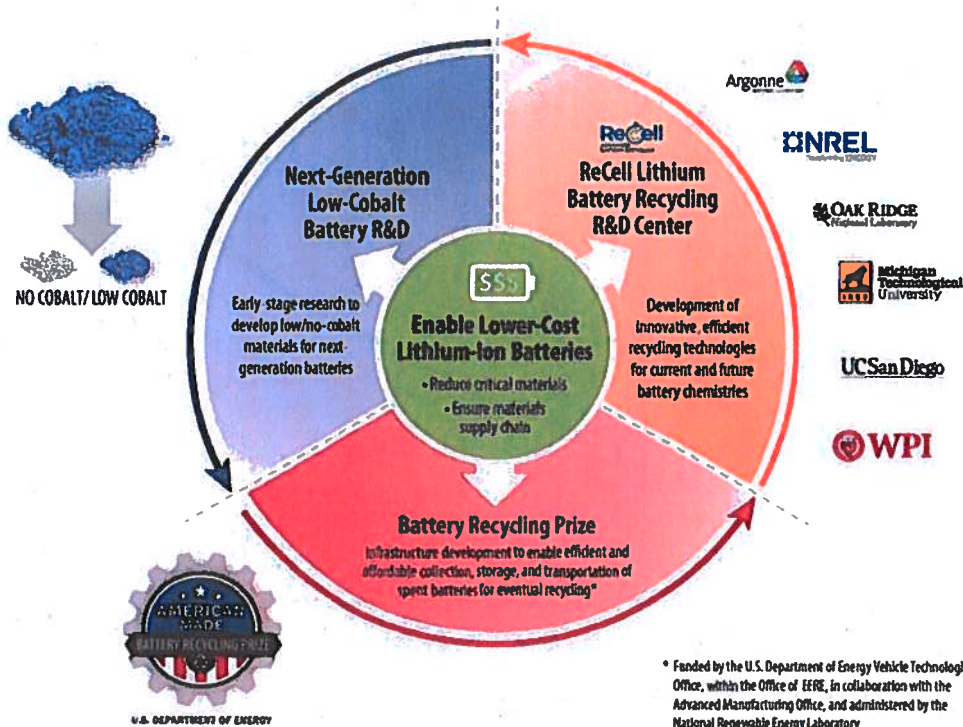 Argonne
NREL
OAK RIDGE
National Laboratory
Michigan
Technological
University
1885
UC San Diego
WPI
NO COBALT/ LOW COBALT
Next-Generation
Low-Cobalt
Battery R&D
Early-stage research to
develop low/no-cobalt
materials for next-
generation batteries
ReCell
ReCell Lithium
Battery Recycling
R&D Center
Development of
innovative, efficient
recycling technologies
for current and future
battery chemistries
$$$
Enable Lower-Cost
Lithium-Ion Batteries
• Reduce critical materials
• Ensure materials
supply chain
Battery Recycling Prize
Infrastructure development to enable efficient and
affordable collection, storage, and transportation of
spent batteries for eventual recycling*
AMERICAN
MADE
BATTERY RECYCLING PRIZE
U.S. DEPARTMENT OF ENERGY
* Funded by the U.S. Department of Energy Vehicle Technologi
Office, within the Office of EERE, in collaboration with the
Advanced Manufacturing Office, and administered by the
National Renewable Energy Laboratory